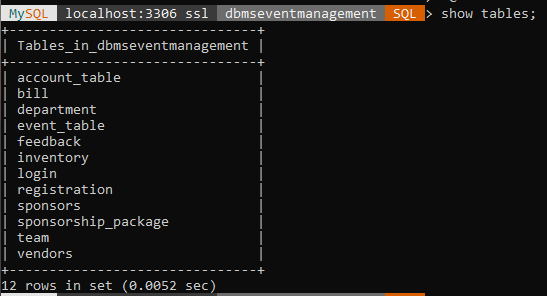 MySQL localhost:3306 ssl dbmseventmanagement SQL > show tables;
+-------------------------------+
| Tables_in_dbmseventmanagement |
+-------------------------------+
| account_table                 |
| bill                          |
| department                    |
| event_table                   |
| feedback                      |
| inventory                     |
| login                         |
| registration                  |
| sponsors                      |
| sponsorship_package           |
| team                          |
| vendors                       |
+-------------------------------+
12 rows in set (0.0052 sec)